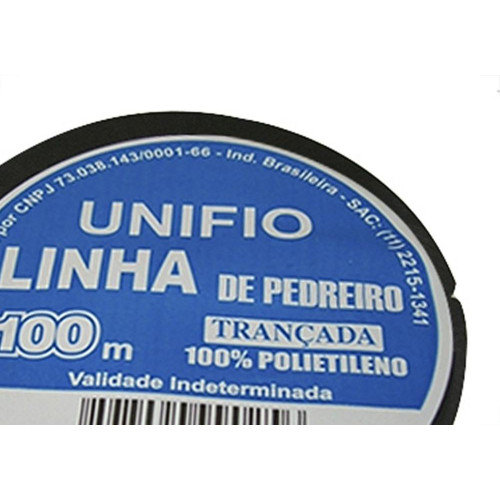 por CNPJ 73.038.143/0001-66 - Ind. Brasileira - SAC: (11) 2215-1341
UNIFIO
LINHA DE PEDREIRO
100 m
TRANÇADA
100% POLIETILENO
Validade Indeterminada